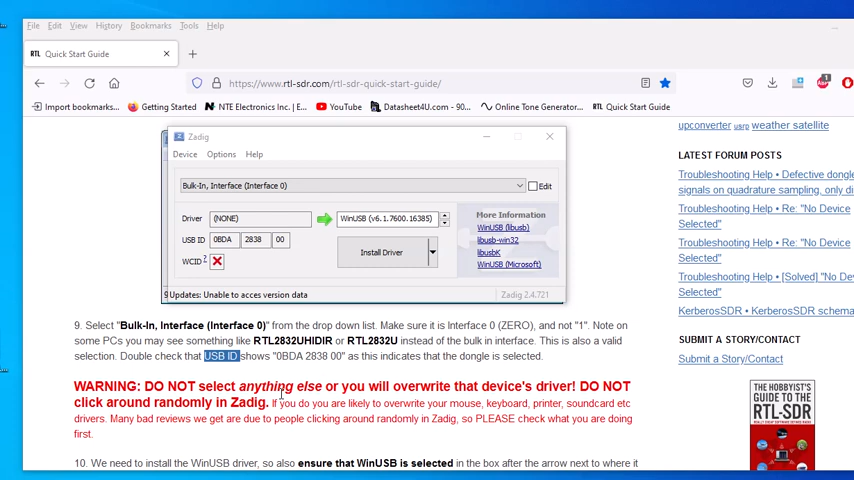 File Edit View History Bookmarks Tools Help
RTL Quick Start Guide
https://www.rtl-sdr.com/rtl-sdr-quick-start-guide/
Import bookmarks... Getting Started NTE Electronics Inc. | E... YouTube Datasheet4U.com - 90... Online Tone Generator... RTL Quick Start Guide
Zadig
Device Options Help
Bulk-In, Interface (Interface 0) Edit
Driver (NONE) WinUSB (v6.1.7600.16385)
USB ID 0BDA 2838 00
WCID ?
Install Driver
More Information
WinUSB (libusb)
libusb-win32
libusbK
WinUSB (Microsoft)
9 Updates: Unable to acces version data Zadig 2.4.721
9. Select "Bulk-In, Interface (Interface 0)" from the drop down list. Make sure it is Interface 0 (ZERO), and not "1". Note on
some PCs you may see something like RTL2832UHIDIR or RTL2832U instead of the bulk in interface. This is also a valid
selection. Double check that USB ID shows "0BDA 2838 00" as this indicates that the dongle is selected.
WARNING: DO NOT select anything else or you will overwrite that device's driver! DO NOT
click around randomly in Zadig. If you do you are likely to overwrite your mouse, keyboard, printer, soundcard etc
drivers. Many bad reviews we get are due to people clicking around randomly in Zadig, so PLEASE check what you are doing
first.
10. We need to install the WinUSB driver, so also ensure that WinUSB is selected in the box after the arrow next to where it
upconverter usrp weather satellite
LATEST FORUM POSTS
Troubleshooting Help • Defective dongle
signals on quadrature sampling, only di
Troubleshooting Help • Re: "No Device
Selected"
Troubleshooting Help • Re: "No Device
Selected"
Troubleshooting Help • [Solved] "No Dev
Selected"
KerberosSDR • KerberosSDR schema
SUBMIT A STORY/CONTACT
Submit a Story/Contact
THE HOBBYIST'S
GUIDE TO THE
RTL-SDR